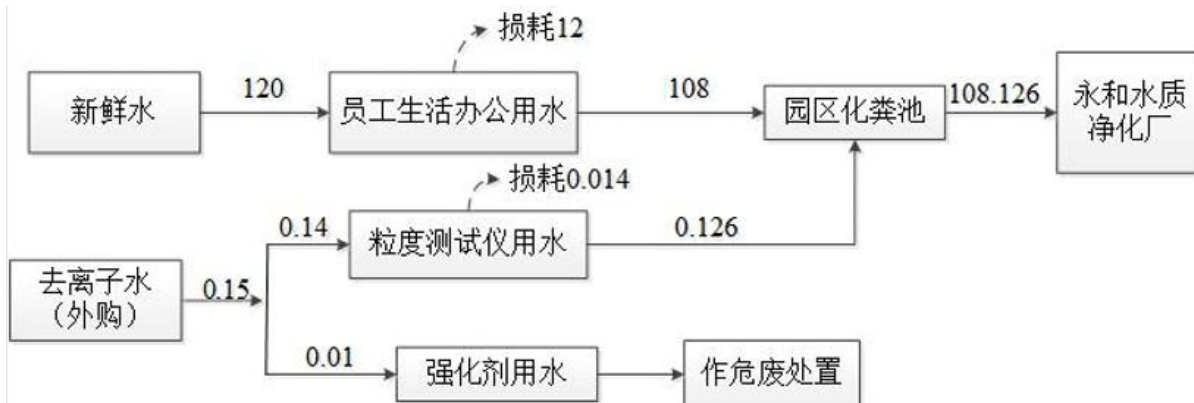 损耗12
新鲜水
120
员工生活办公用水
108
园区化粪池
108.126
永和水质
净化厂
损耗0.014
0.14
粒度测试仪用水
0.126
去离子水
（外购）
0.15
0.01
强化剂用水
作危废处置